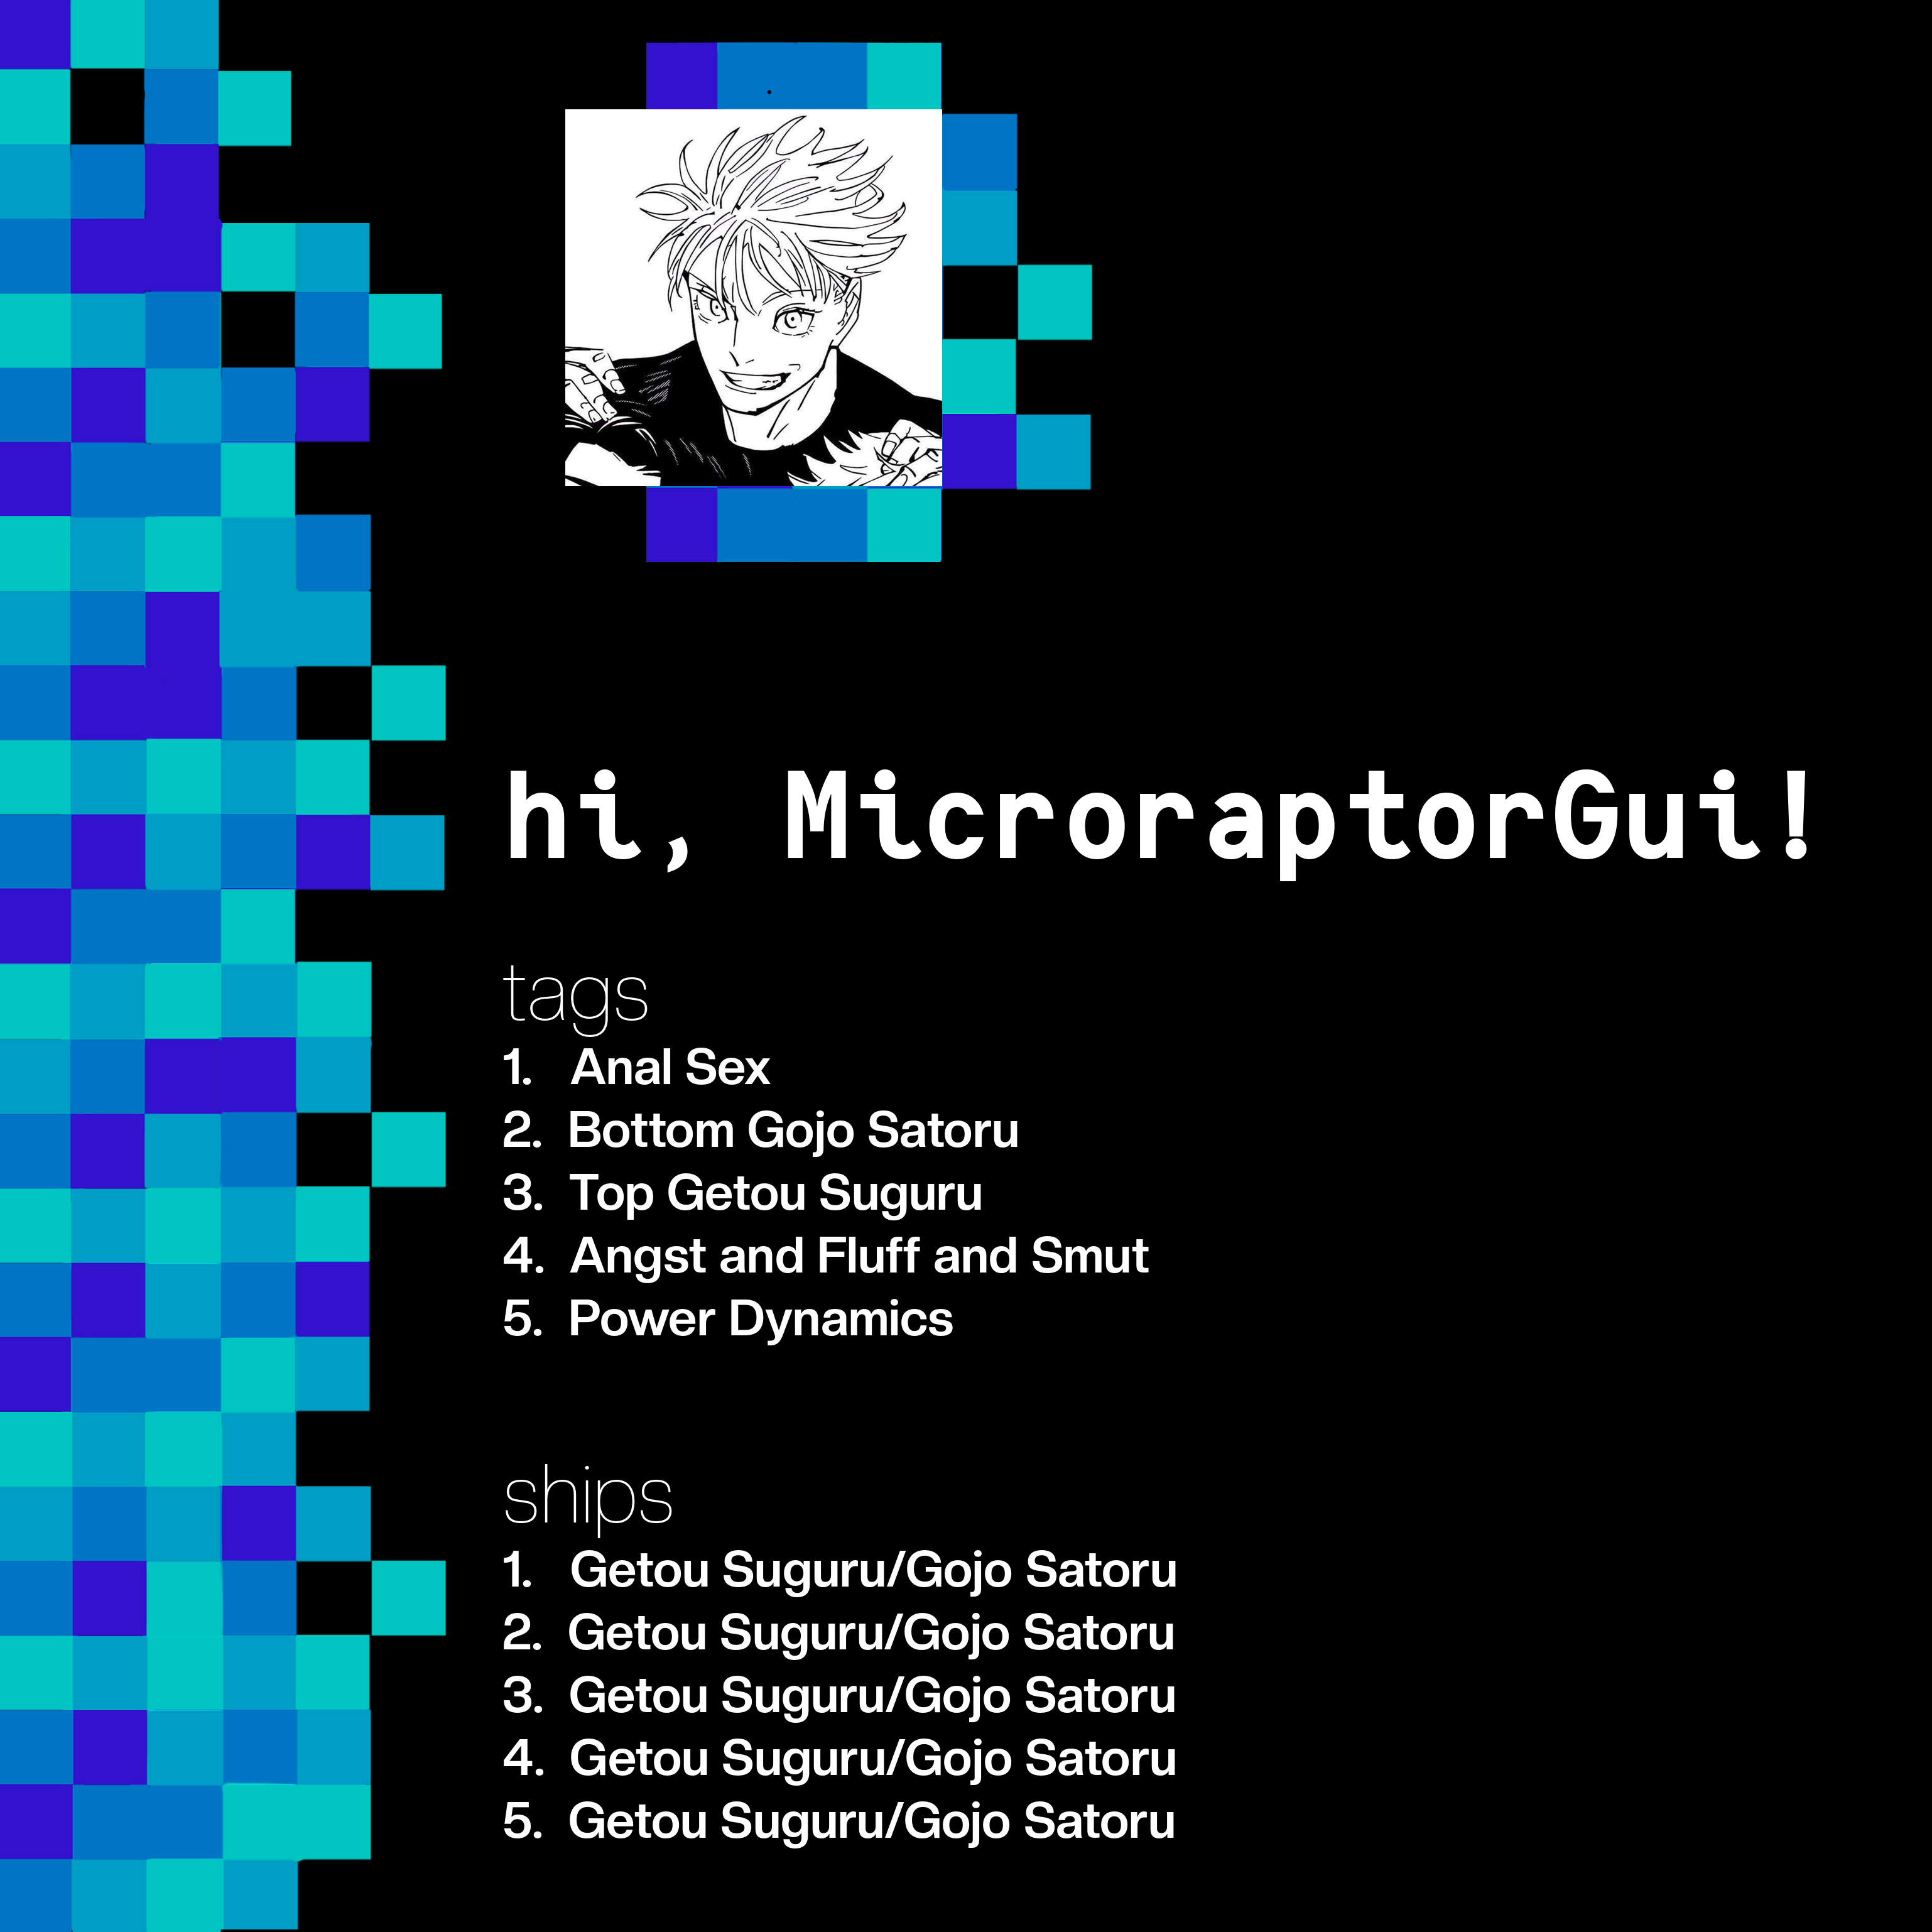 hi, MicroraptorGui!
tags
1. Anal Sex
2. Bottom Gojo Satoru
3. Top Getou Suguru
4. Angst and Fluff and Smut
5. Power Dynamics
ships
1. Getou Suguru/Gojo Satoru
2. Getou Suguru/Gojo Satoru
3. Getou Suguru/Gojo Satoru
4. Getou Suguru/Gojo Satoru
5. Getou Suguru/Gojo Satoru